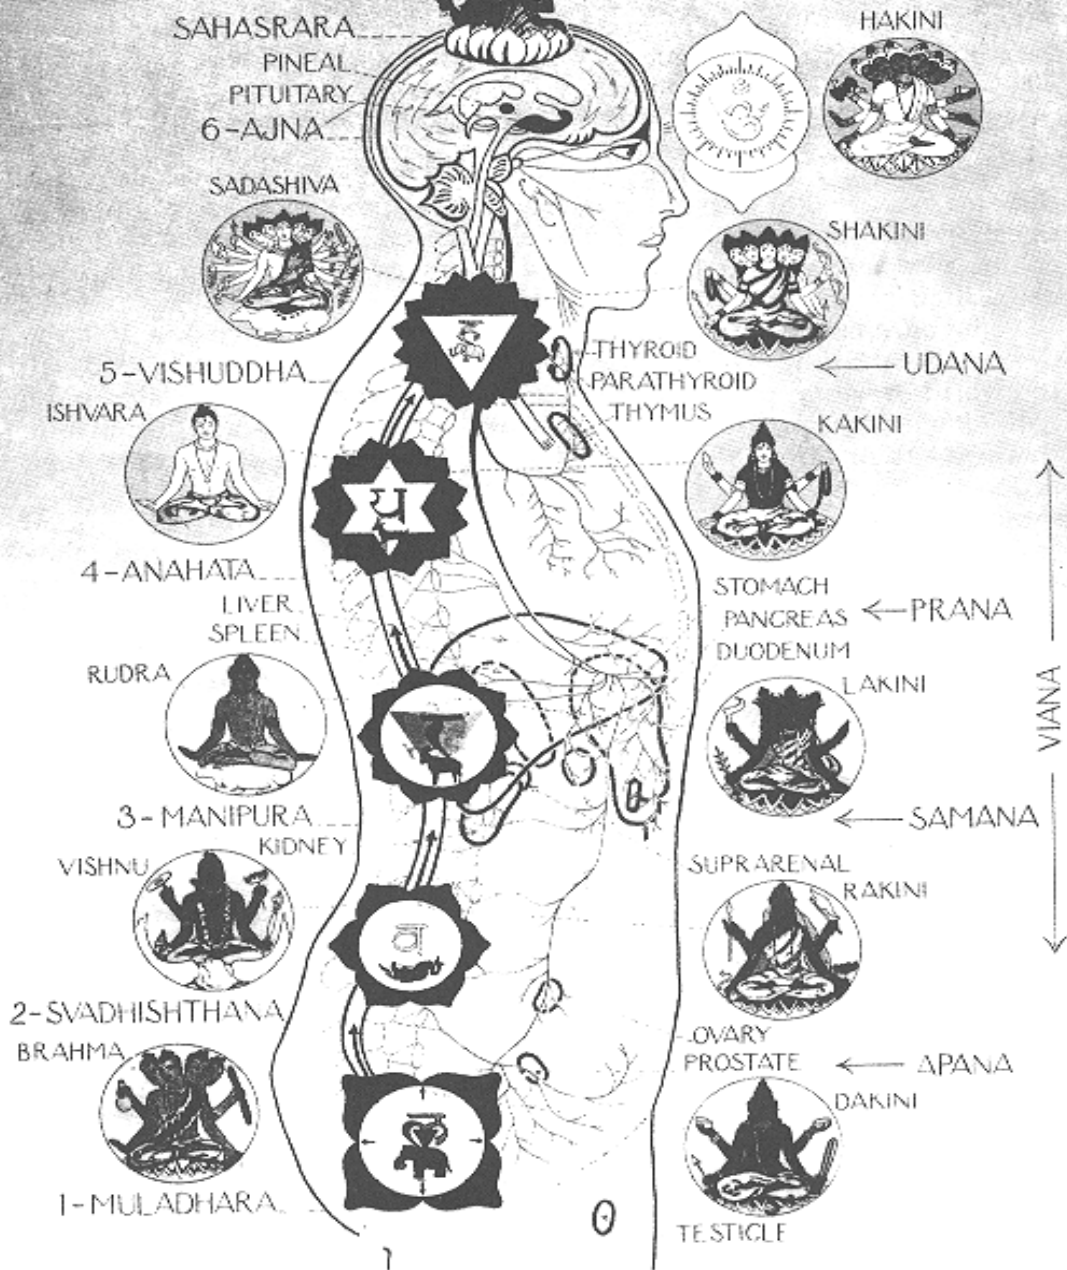 SAHASRARA
HAKINI
PINEAL
PITUITARY
6-AJNA
ॐ
SADASHIVA
SHAKINI
THYROID
5-VISHUDDHA
UDANA
PARATHYROID
ISHVARA
THYMUS
KAKINI
य
4-ANAHATA
STOMACH
LIVER
PANCREAS
PRANA
SPLEEN
DUODENUM
RUDRA
LAKINI
VIANA
र
3-MANIPURA
SAMANA
KIDNEY
VISHNU
SUPRARENAL
RAKINI
व
2-SVADHISHTHANA
OVARY
BRAHMA
PROSTATE
APANA
DAKINI
1-MULADHARA
TESTICLE